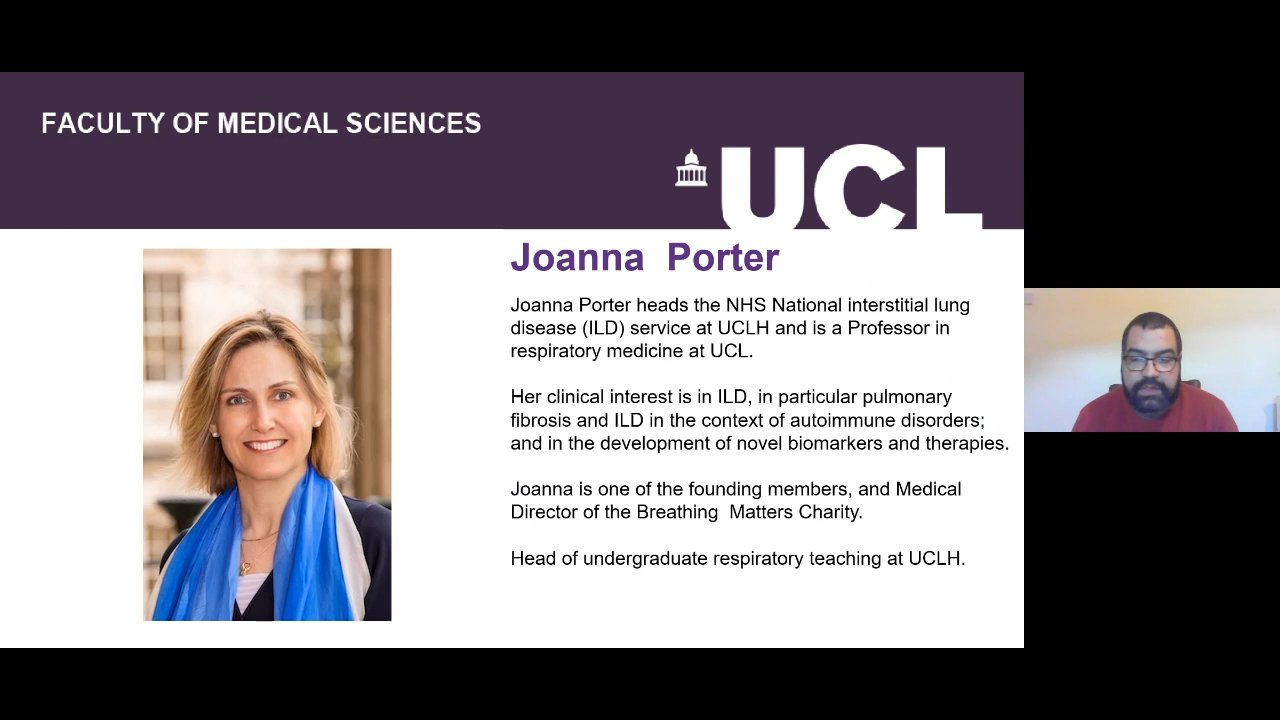 FACULTY OF MEDICAL SCIENCES
UCL
Joanna  Porter
Joanna Porter heads the NHS National interstitial lung
disease (ILD) service at UCLH and is a Professor in
respiratory medicine at UCL.
Her clinical interest is in ILD, in particular pulmonary
fibrosis and ILD in the context of autoimmune disorders;
and in the development of novel biomarkers and therapies.
Joanna is one of the founding members, and Medical
Director of the Breathing  Matters Charity.
Head of undergraduate respiratory teaching at UCLH.